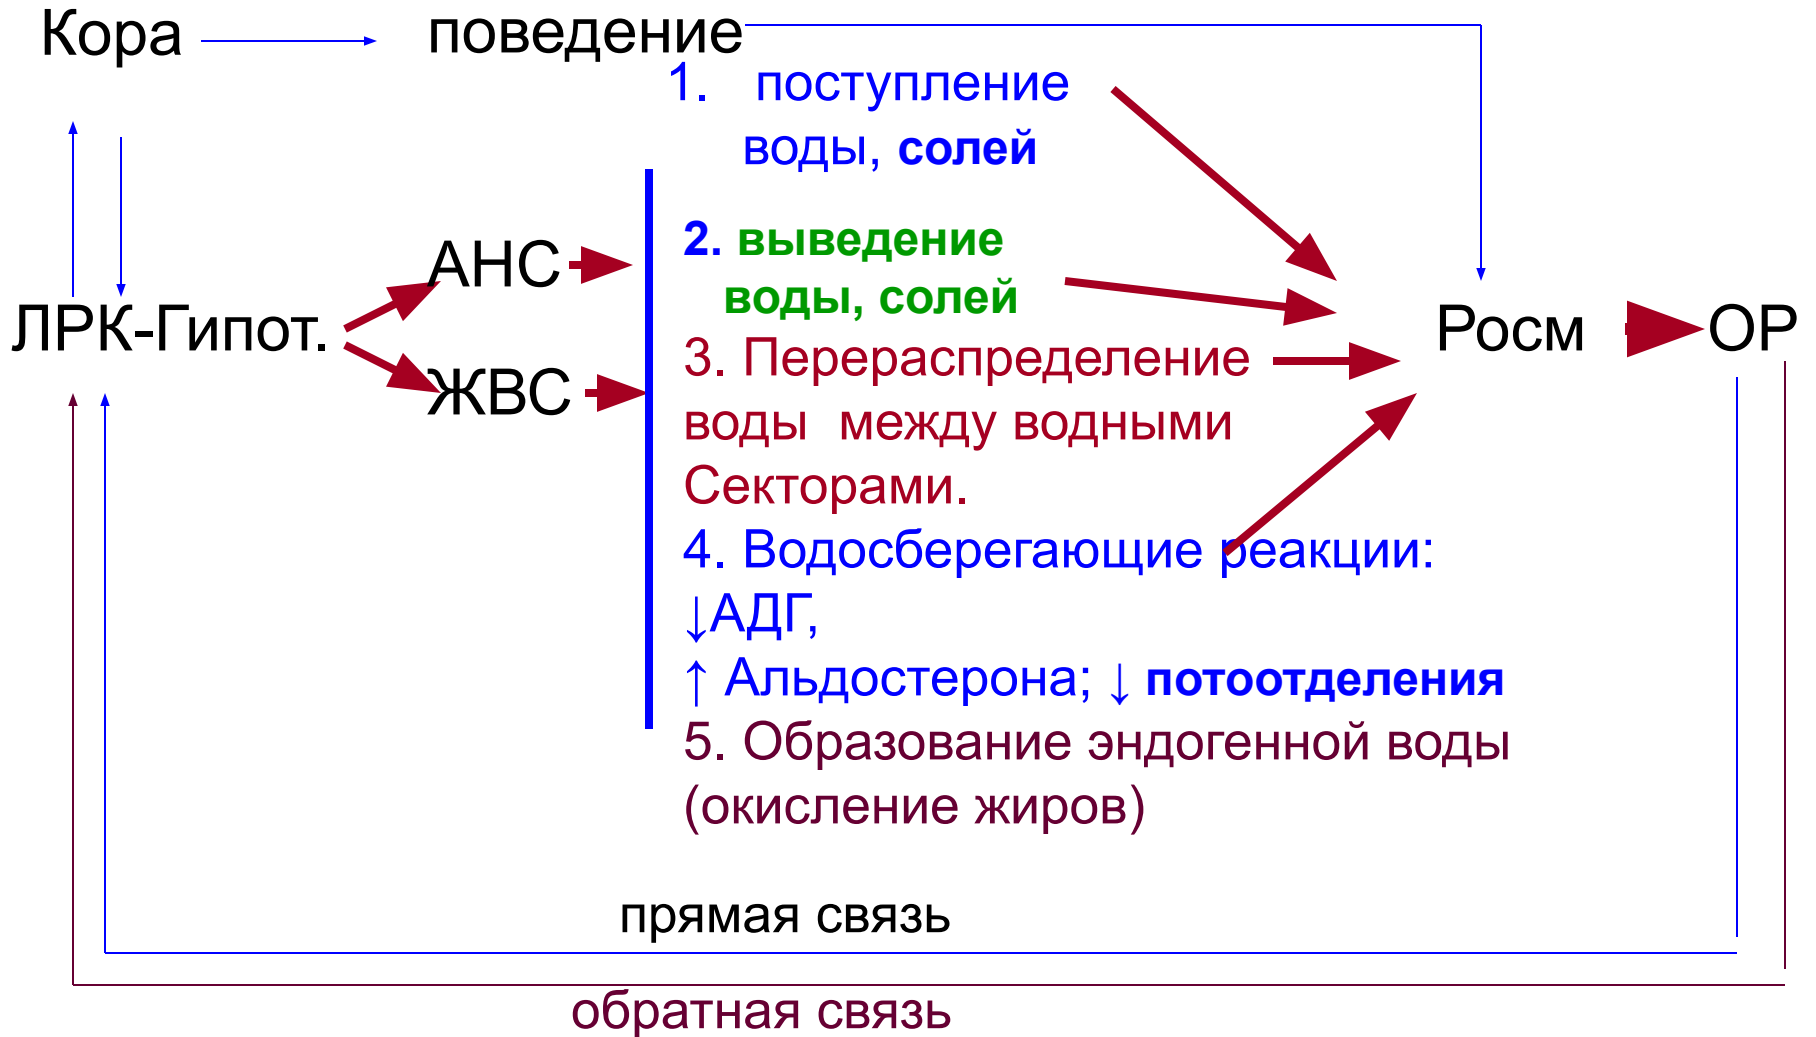 Кора
поведение
1. поступление
воды, солей
АНС
2. выведение
воды, солей
ЛРК-Гипот.
Росм
ОР
3. Перераспределение
ЖВС
воды между водными
Секторами.
4. Водосберегающие реакции:
↓АДГ,
↑ Альдостерона; ↓ потоотделения
5. Образование эндогенной воды
(окисление жиров)
прямая связь
обратная связь